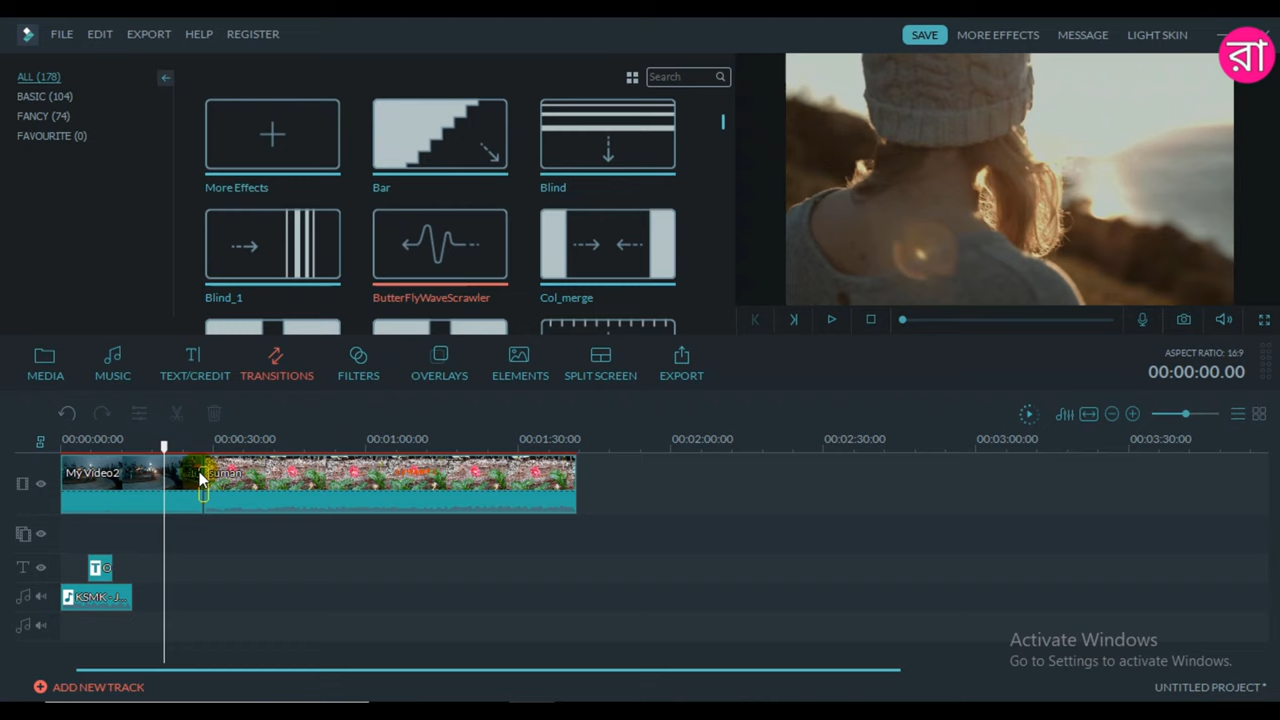 FILE EDIT EXPORT HELP REGISTER SAVE MORE EFFECTS MESSAGE LIGHT SKIN
রা
ALL (178)
BASIC (104)
FANCY (74)
FAVOURITE (0)
Search
More Effects Bar Blind
Blind_1 ButterFlyWaveScrawler Col_merge
MEDIA MUSIC TEXT/CREDIT TRANSITIONS FILTERS OVERLAYS ELEMENTS SPLIT SCREEN EXPORT
ASPECT RATIO: 16:9
00:00:00.00
00:00:00:00 00:00:30:00 00:01:00:00 00:01:30:00 00:02:00:00 00:02:30:00 00:03:00:00 00:03:30:00
My Video2 suman
T
KSMK - J...
Activate Windows
Go to Settings to activate Windows.
ADD NEW TRACK
UNTITLED PROJECT *